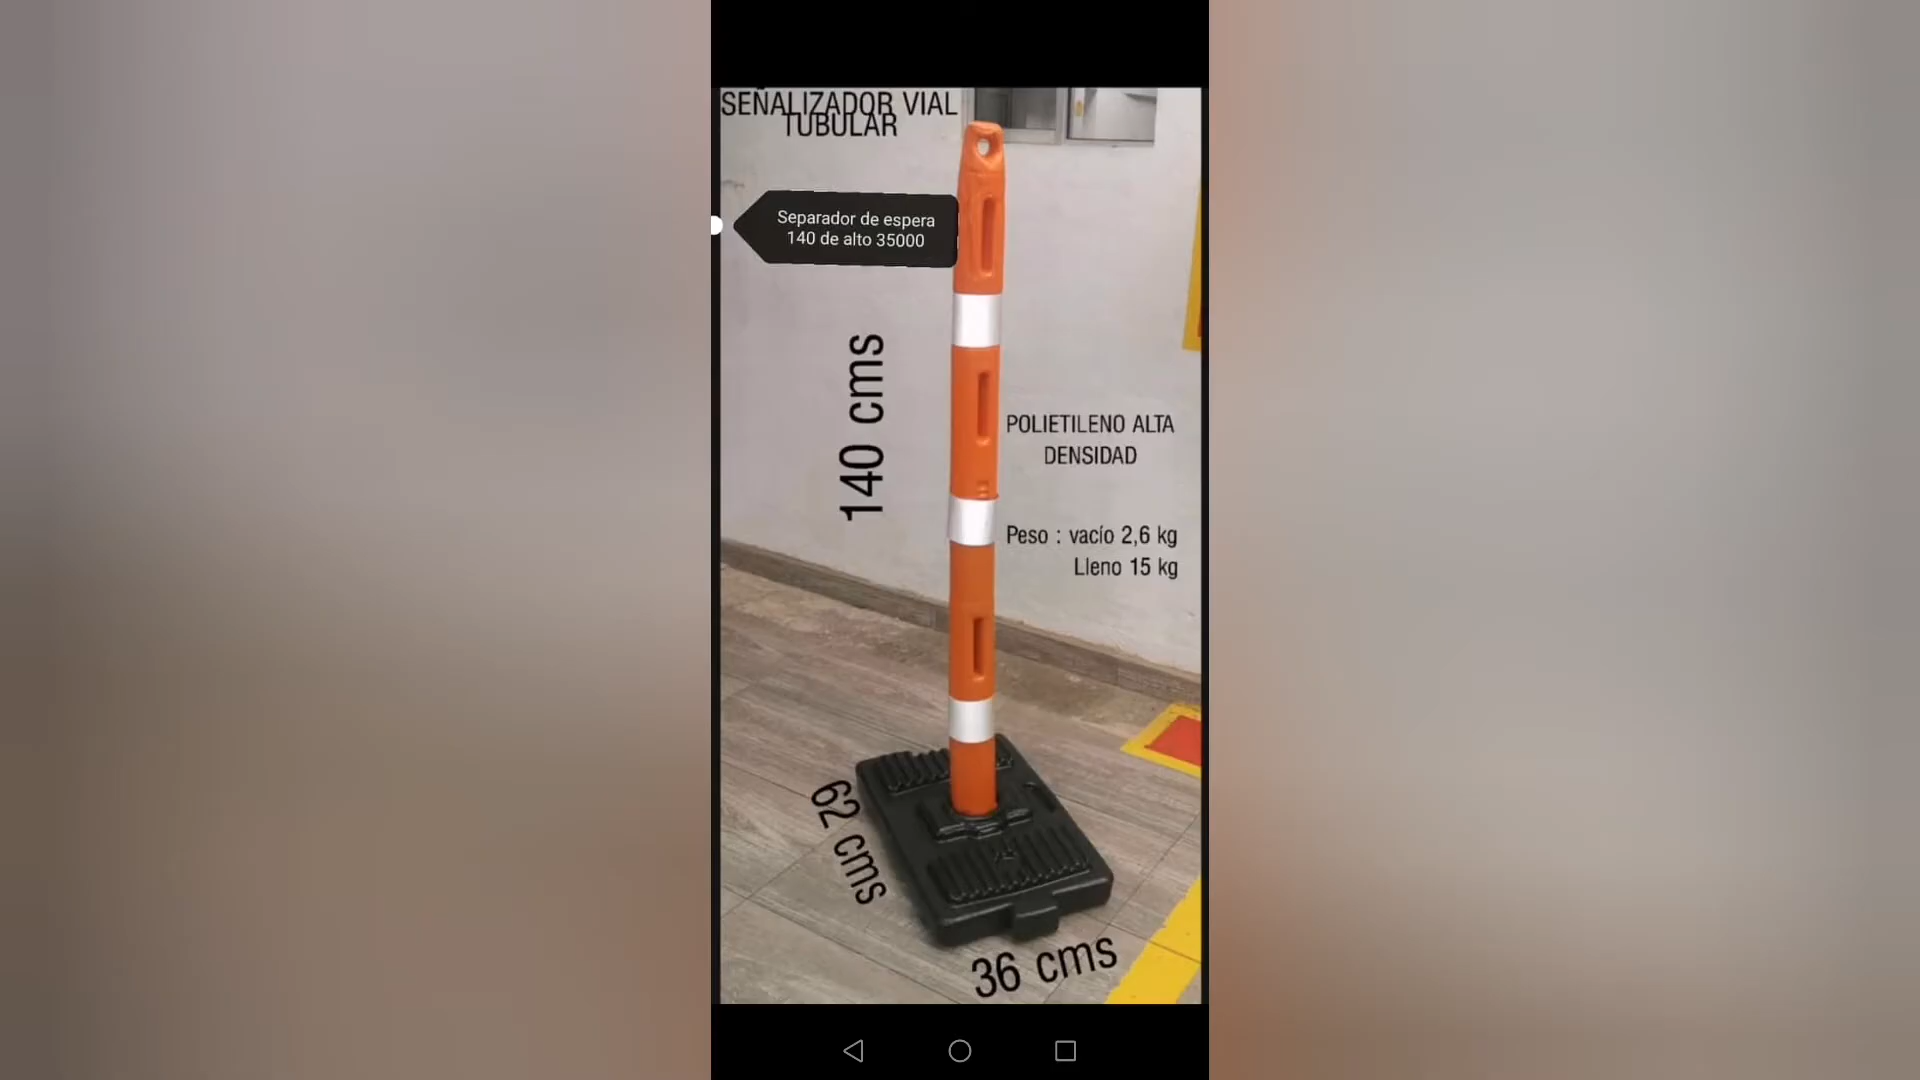 SEÑALIZADOR VIAL
TUBULAR
Separador de espera
140 de alto 35000
140 cms
POLIETILENO ALTA
DENSIDAD
Peso : vacío 2,6 kg
Lleno 15 kg
62 cms
36 cms